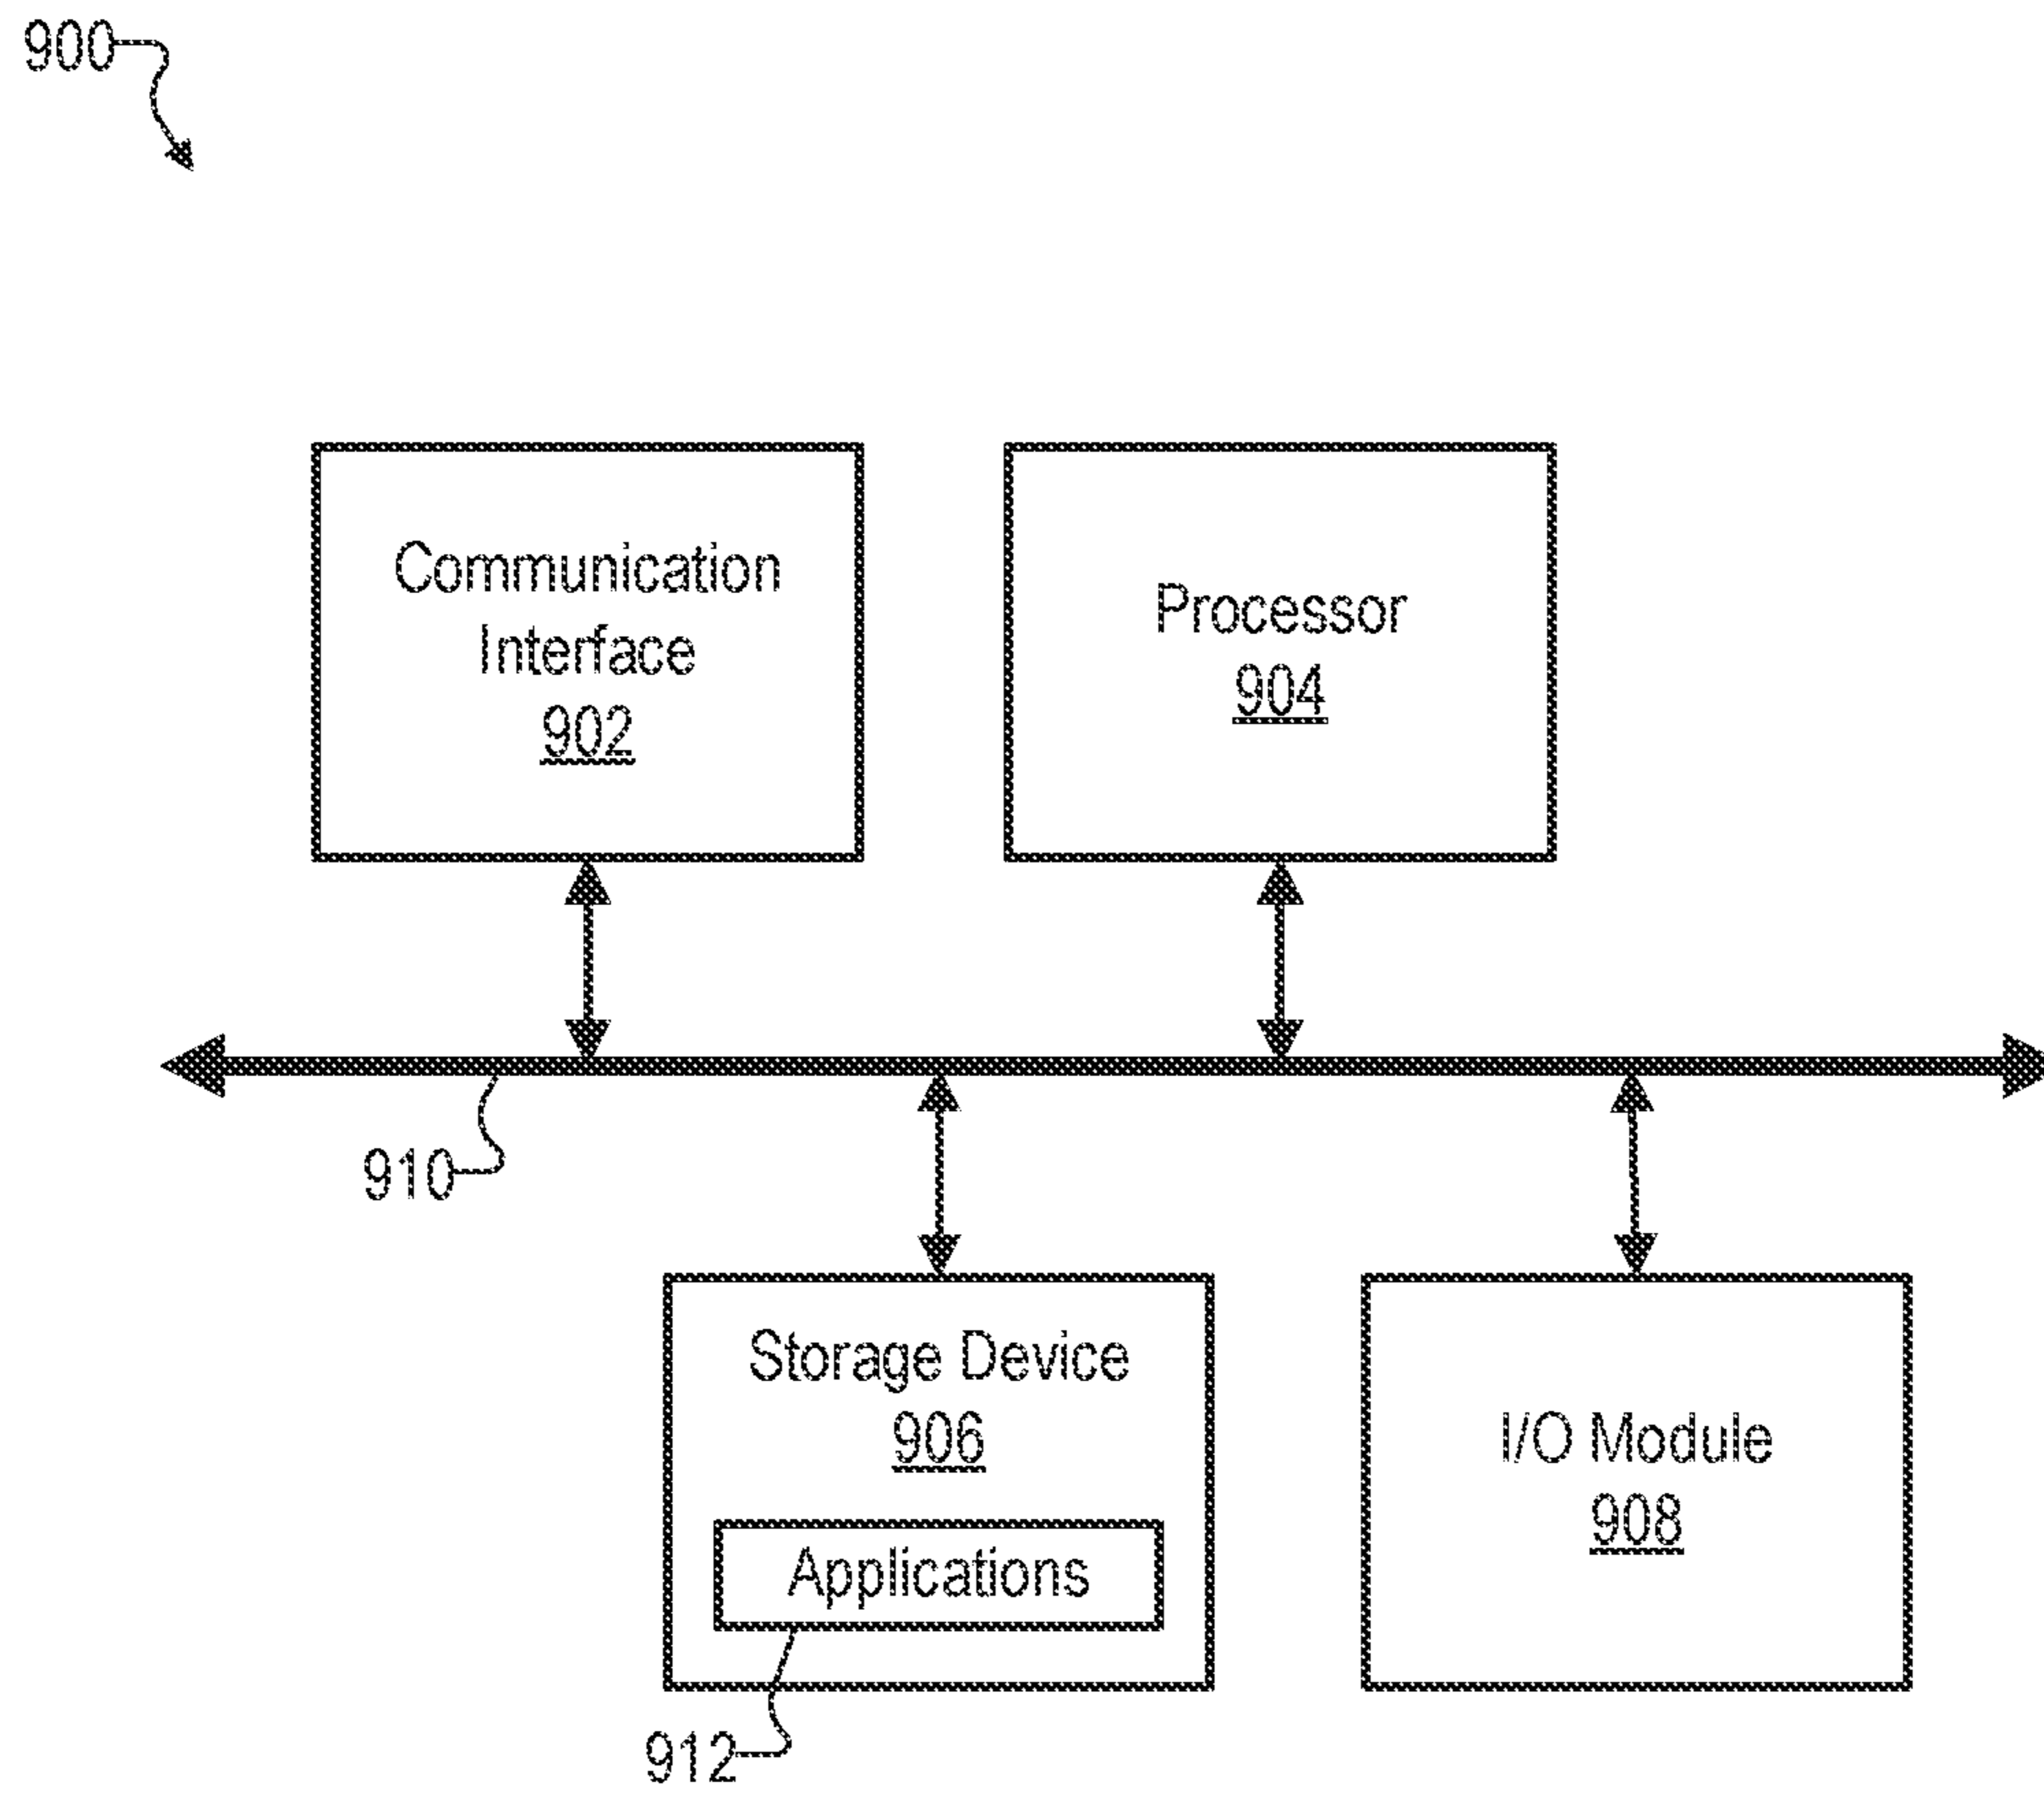 900
Communication
Interface
902
Processor
904
910
Storage Device
906
Applications
912
I/O Module
908